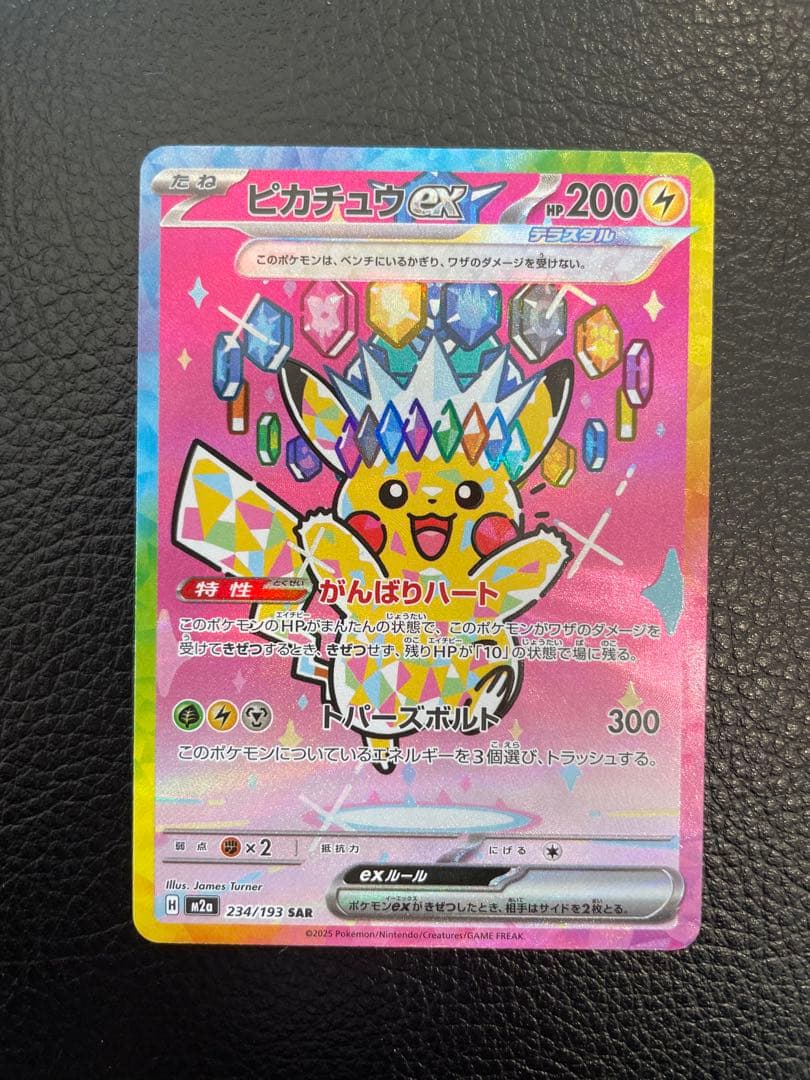 たね ピカチュウex HP200
テラスタル
このポケモンは、ベンチにいるかぎり、ワザのダメージを受けない。
特性 とくせい がんばりハート
このポケモンのHPがまんたんの状態で、このポケモンがワザのダメージを
受けてきぜつするとき、きぜつせず、残りHPが「10」の状態で場に残る。
トパーズボルト 300
このポケモンについているエネルギーを3個選び、トラッシュする。
弱点 ×2 抵抗力 にげる
exルール
ポケモンexがきぜつしたとき、相手はサイドを2枚とる。
Illus. James Turner
H m2a 234/193 SAR
©2025 Pokémon/Nintendo/Creatures/GAME FREAK.